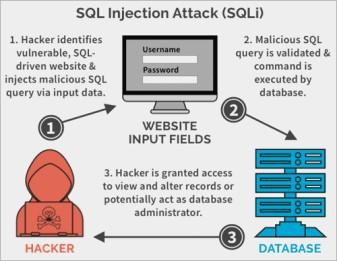 SQL Injection Attack (SQLi)
1. Hacker identifies
vulnerable, SQL-
driven website &
injects malicious SQL
query via input data.
Username
Password
2. Malicious SQL
query is validated &
command is
executed by
database.
1
2
WEBSITE
INPUT FIELDS
3. Hacker is granted access
to view and alter records or
potentially act as database
administrator.
3
HACKER
DATABASE